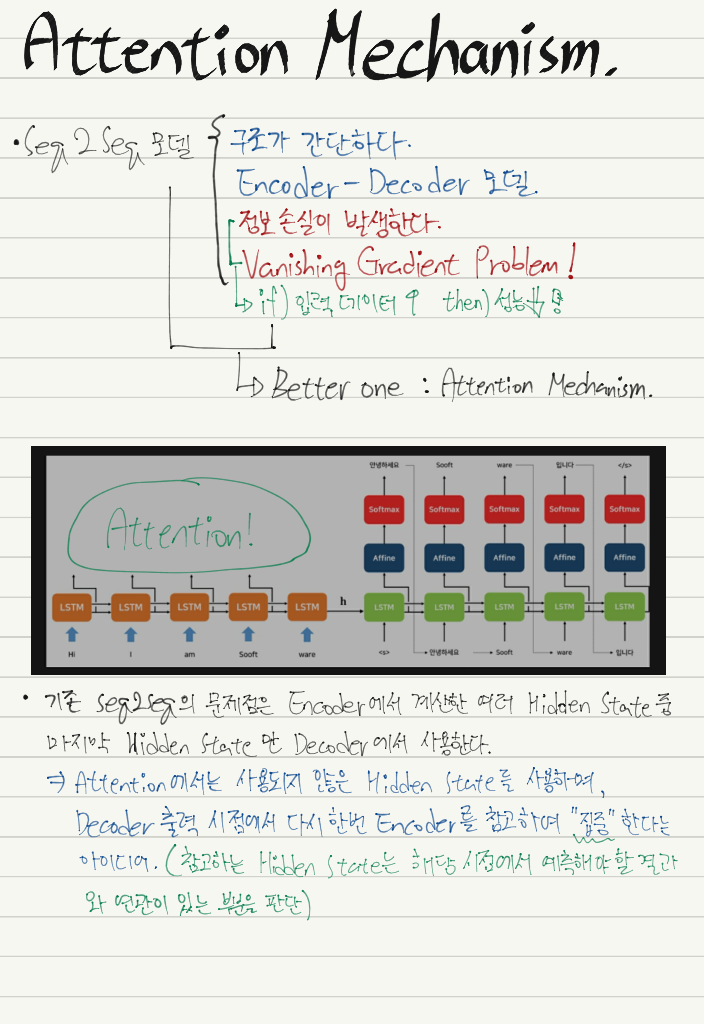 Attention Mechanism.
• Seq2Seq 모델
구조가 간단하다.
Encoder - Decoder 모델.
정보 손실이 발생한다.
Vanishing Gradient Problem!
↳ if) 입력 데이터 ↑ then) 성능 ↓
↳ Better one : Attention Mechanism.
Attention!
안녕하세요 Sooft ware 입니다 </s>
Softmax Softmax Softmax Softmax Softmax
Affine Affine Affine Affine Affine
LSTM LSTM LSTM LSTM LSTM h LSTM LSTM LSTM LSTM LSTM
Hi I am Sooft ware <s> 안녕하세요 Sooft ware 입니다
• 기존 seq2seq의 문제점은 Encoder에서 계산한 여러 Hidden State 중
마지막 Hidden State 만 Decoder에서 사용한다.
⇒ Attention에서는 사용되지 않은 Hidden State를 사용하며,
Decoder 출력 시점에서 다시 한번 Encoder를 참고하여 "집중" 한다는
아이디어. (참고하는 Hidden State는 해당 시점에서 예측해야 할 결과
와 연관이 있는 부분을 판단)